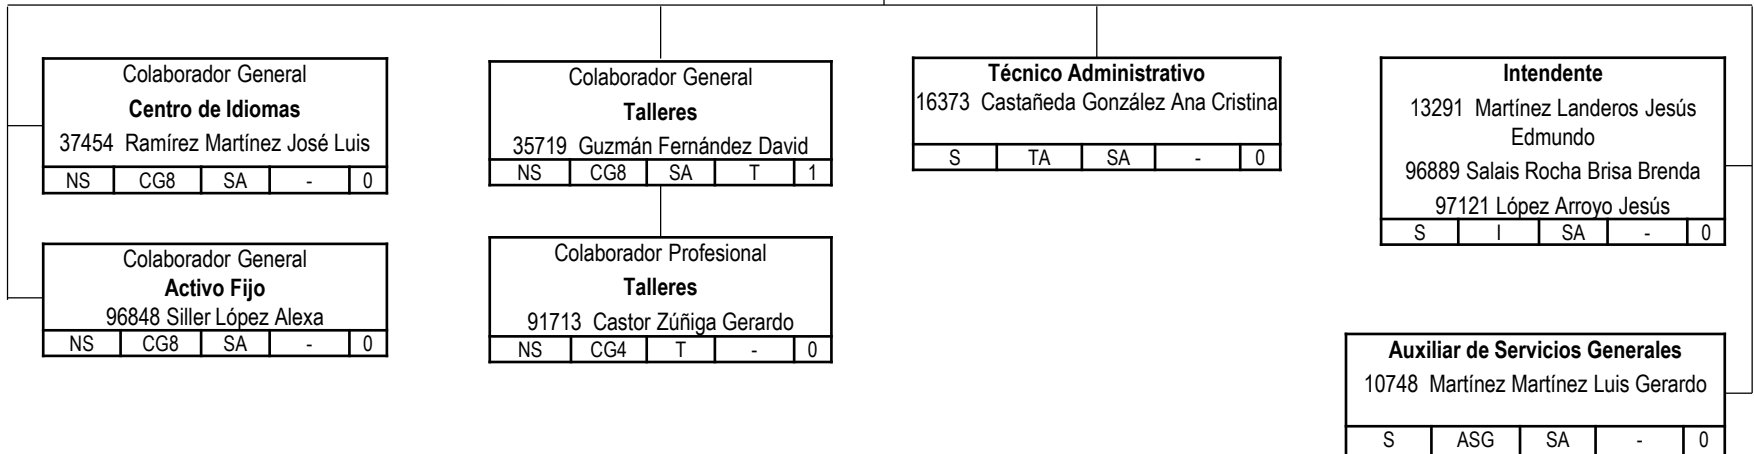 Colaborador General
Centro de Idiomas
37454 Ramírez Martínez José Luis
NS CG8 SA - 0
Colaborador General
Activo Fijo
96848 Siller López Alexa
NS CG8 SA - 0
Colaborador General
Talleres
35719 Guzmán Fernández David
NS CG8 SA T 1
Colaborador Profesional
Talleres
91713 Castor Zúñiga Gerardo
NS CG4 T - 0
Técnico Administrativo
16373 Castañeda González Ana Cristina
S TA SA - 0
Intendente
13291 Martínez Landeros Jesús
Edmundo
96889 Salais Rocha Brisa Brenda
97121 López Arroyo Jesús
S I SA - 0
Auxiliar de Servicios Generales
10748 Martínez Martínez Luis Gerardo
S ASG SA - 0